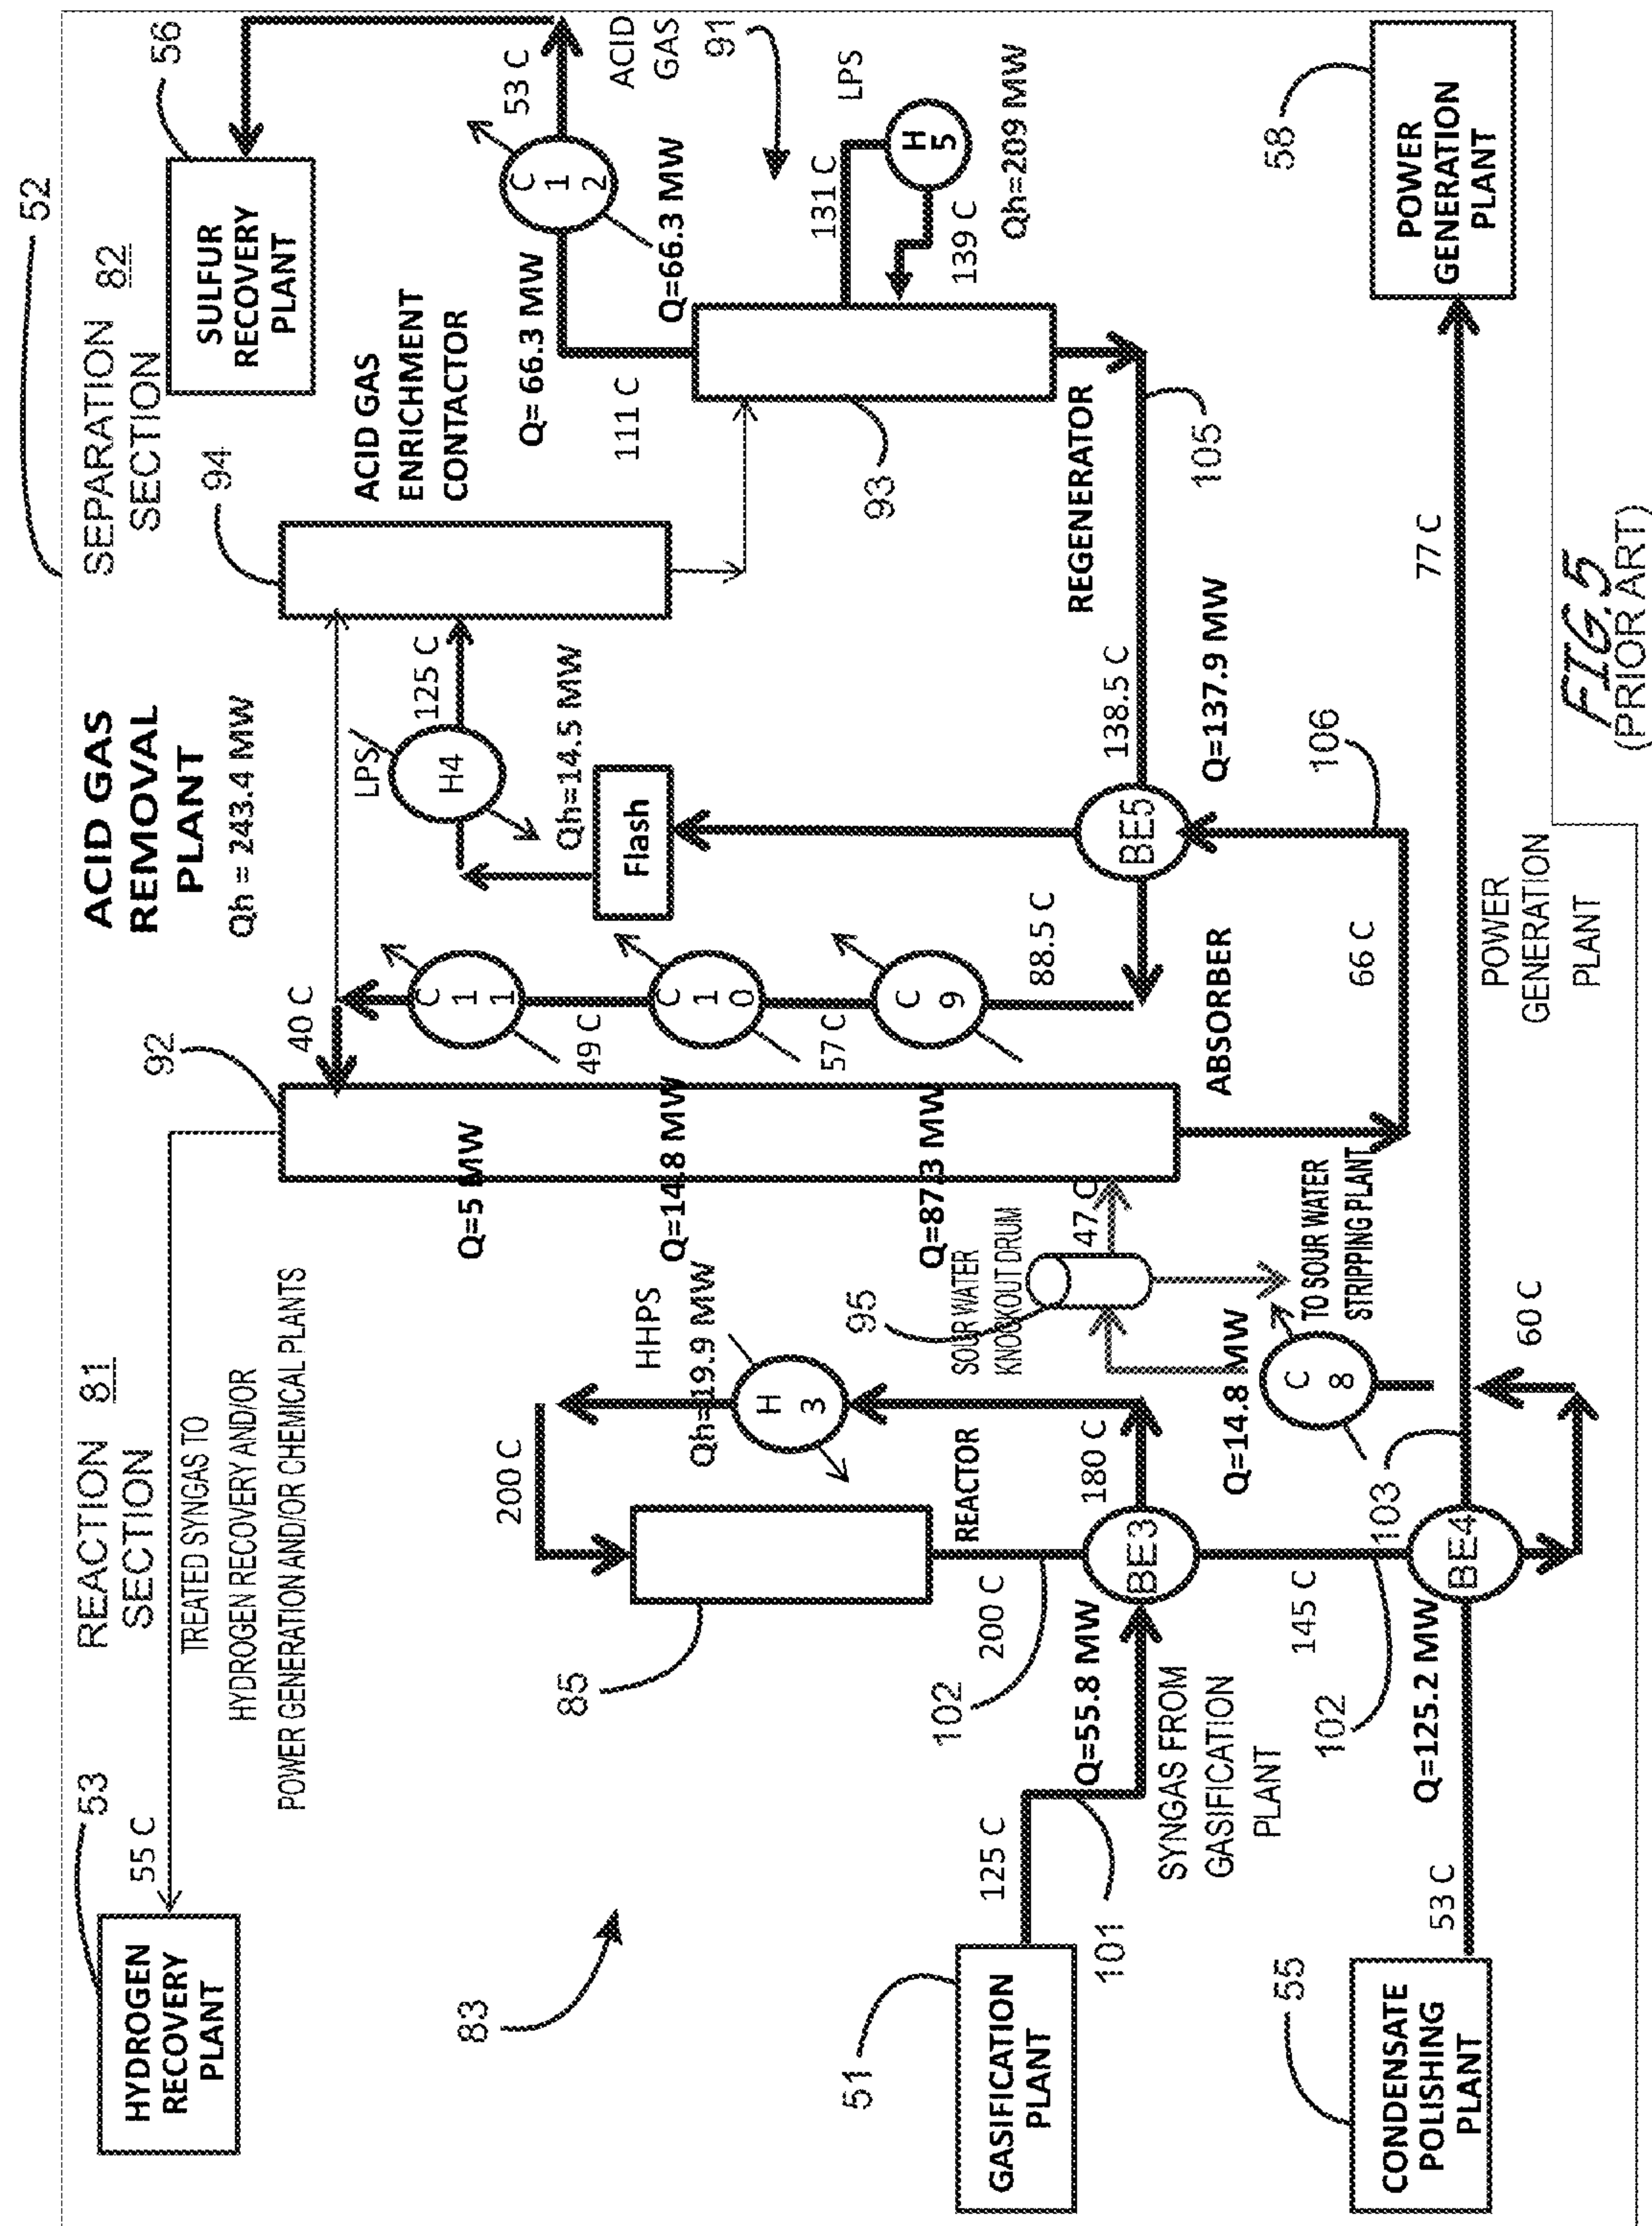 52
ACID GAS
REMOVAL
PLANT
Qh = 243.4 MW
REACTION 81
SECTION
SEPARATION 82
SECTION
53
HYDROGEN
RECOVERY
PLANT
55 C
TREATED SYNGAS TO
HYDROGEN RECOVERY AND/OR
POWER GENERATION AND/OR CHEMICAL PLANTS
92
40 C
94
ACID GAS
ENRICHMENT
CONTACTOR
SULFUR
RECOVERY
PLANT
56
53 C
ACID
GAS
91
C
1
2
Q= 66.3 MW
Q=66.3 MW
111 C
LPS
H4
125 C
Qh=14.5 MW
Flash
C
1
1
Q=5 MW
49 C
C
1
0
Q=14.8 MW
57 C
C
9
Q=87.3 MW
88.5 C
83
85
200 C
HHPS
Qh=19.9 MW
H
3
REACTOR
180 C
95
SOUR WATER
KNOCKOUT DRUM
47 C
93
131 C
LPS
H
5
139 C
Qh=209 MW
REGENERATOR
105
51
GASIFICATION
PLANT
125 C
101
102
200 C
Q=55.8 MW
BE3
SYNGAS FROM
GASIFICATION
PLANT
145 C
102
103
Q=14.8 MW
C
8
TO SOUR WATER
STRIPPING PLANT
ABSORBER
BE5
138.5 C
Q=137.9 MW
106
66 C
58
POWER
GENERATION
PLANT
55
CONDENSATE
POLISHING
PLANT
53 C
Q=125.2 MW
BE4
60 C
POWER
GENERATION
PLANT
77 C
FIG.5
(PRIOR ART)